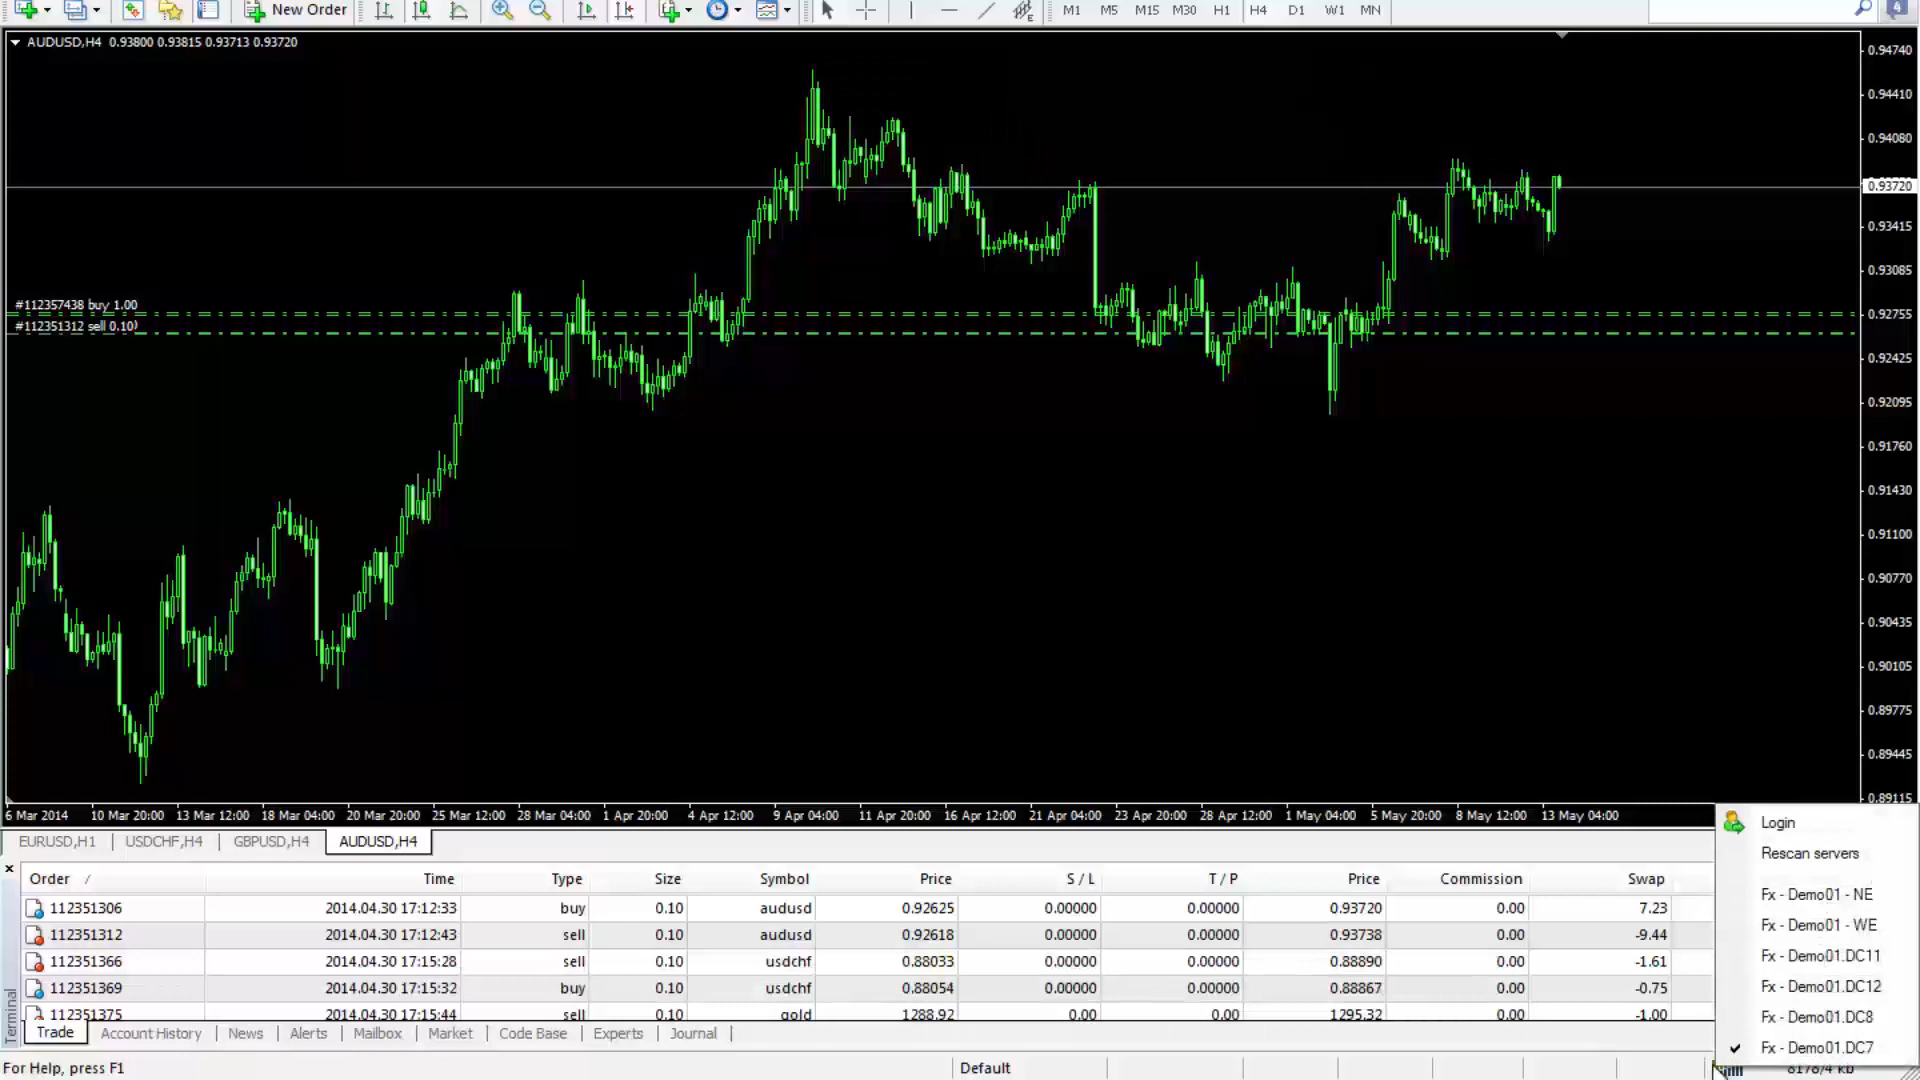 New Order
M1 M5 M15 M30 H1 H4 D1 W1 MN
4
AUDUSD,H4 0.93800 0.93815 0.93713 0.93720
0.94740
0.94410
0.94080
0.93720
0.93415
0.93085
0.92755
0.92425
0.92095
0.91760
0.91430
0.91100
0.90770
0.90435
0.90105
0.89775
0.89445
0.89115
#112357438 buy 1.00
#112351312 sell 0.10
6 Mar 2014 10 Mar 20:00 13 Mar 12:00 18 Mar 04:00 20 Mar 20:00 25 Mar 12:00 28 Mar 04:00 1 Apr 20:00 4 Apr 12:00 9 Apr 04:00 11 Apr 20:00 16 Apr 12:00 21 Apr 04:00 23 Apr 20:00 28 Apr 12:00 1 May 04:00 5 May 20:00 8 May 12:00 13 May 04:00
EURUSD,H1 USDCHF,H4 GBPUSD,H4 AUDUSD,H4
Order / Time Type Size Symbol Price S / L T / P Price Commission Swap
112351306 2014.04.30 17:12:33 buy 0.10 audusd 0.92625 0.00000 0.00000 0.93720 0.00 7.23
112351312 2014.04.30 17:12:43 sell 0.10 audusd 0.92618 0.00000 0.00000 0.93738 0.00 -9.44
112351366 2014.04.30 17:15:28 sell 0.10 usdchf 0.88033 0.00000 0.00000 0.88890 0.00 -1.61
112351369 2014.04.30 17:15:32 buy 0.10 usdchf 0.88054 0.00000 0.00000 0.88867 0.00 -0.75
112351375 2014.04.30 17:15:44 sell 0.10 gold 1288.92 0.00 0.00 1295.32 0.00 -1.00
Terminal
Trade Account History News Alerts Mailbox Market Code Base Experts Journal
For Help, press F1
Default
Login
Rescan servers
Fx - Demo01 - NE
Fx - Demo01 - WE
Fx - Demo01.DC11
Fx - Demo01.DC12
Fx - Demo01.DC8
Fx - Demo01.DC7
8178/4 kb